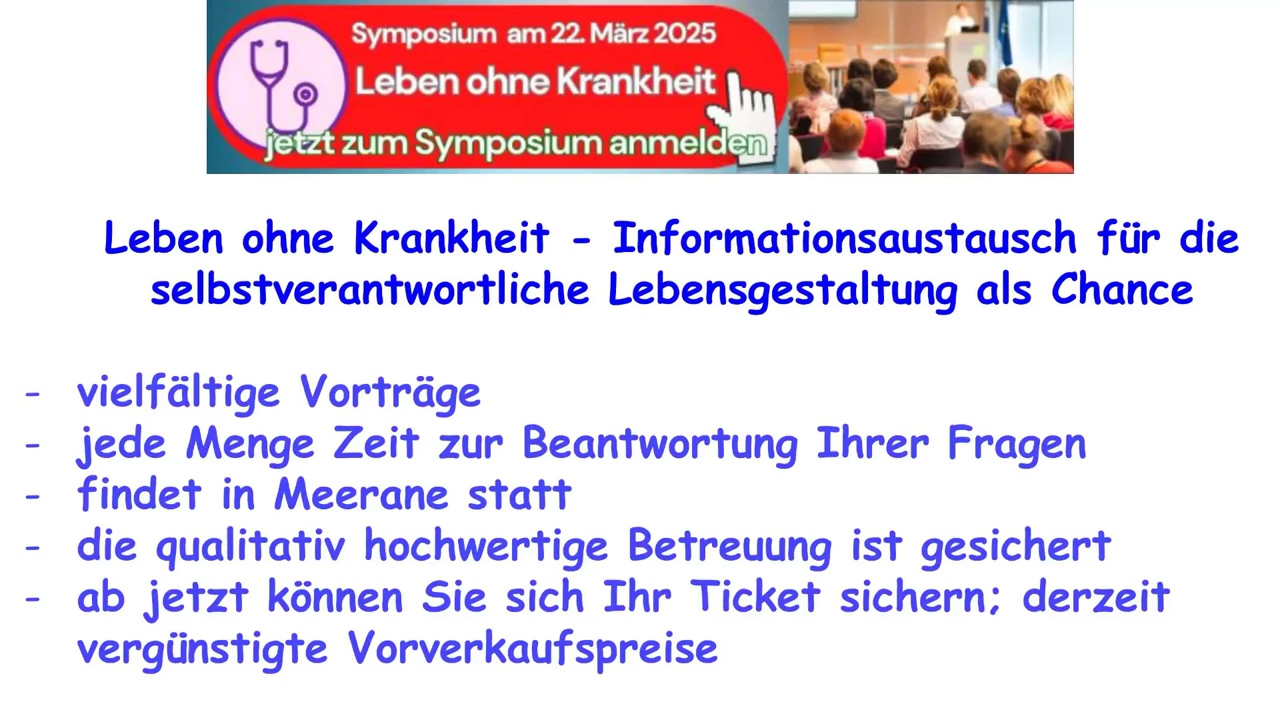 Symposium am 22. März 2025
Leben ohne Krankheit
jetzt zum Symposium anmelden
Leben ohne Krankheit - Informationsaustausch für die
selbstverantwortliche Lebensgestaltung als Chance
- vielfältige Vorträge
- jede Menge Zeit zur Beantwortung Ihrer Fragen
- findet in Meerane statt
- die qualitativ hochwertige Betreuung ist gesichert
- ab jetzt können Sie sich Ihr Ticket sichern; derzeit
vergünstigte Vorverkaufspreise